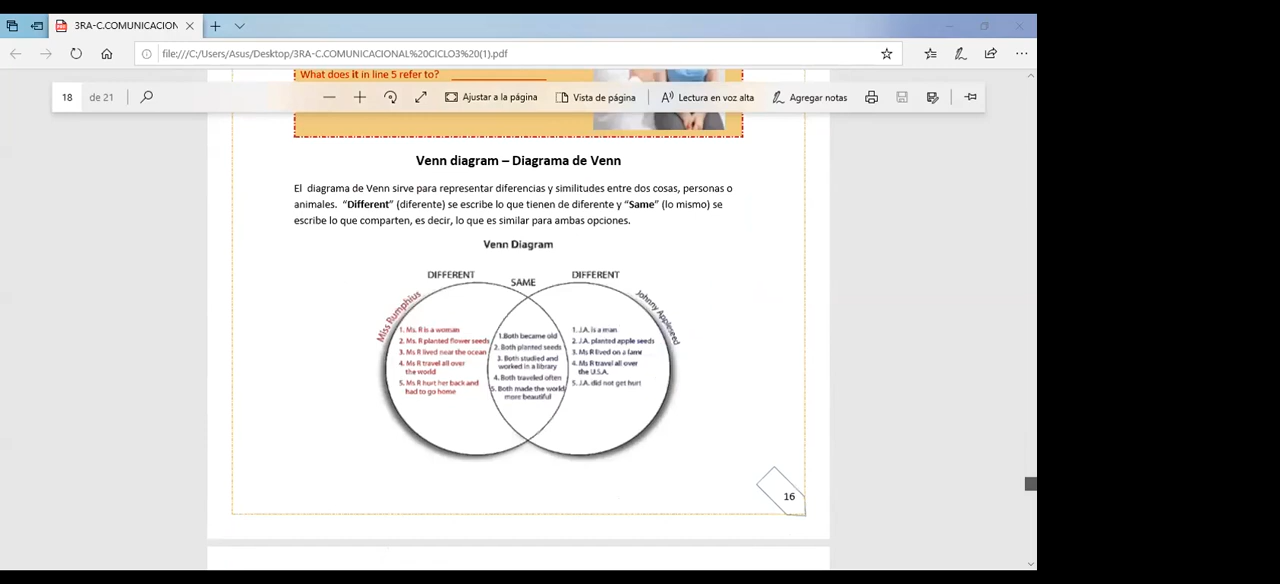 3RA-C.COMUNICACION
file:///C:/Users/Asus/Desktop/3RA-C.COMUNICACIONAL%20CICLO3%20(1).pdf
What does it in line 5 refer to?
18 de 21
Ajustar a la página
Vista de página
Lectura en voz alta
Agregar notas
Venn diagram – Diagrama de Venn
El diagrama de Venn sirve para representar diferencias y similitudes entre dos cosas, personas o
animales. “Different” (diferente) se escribe lo que tienen de diferente y “Same” (lo mismo) se
escribe lo que comparten, es decir, lo que es similar para ambas opciones.
Venn Diagram
DIFFERENT
SAME
DIFFERENT
Miss Rumphius
Johnny Appleseed
1. Ms. R is a woman
2. Ms. R planted flower seeds
3. Ms R lived near the ocean
4. Ms R travel all over
the world
5. Ms R hurt her back and
had to go home
1.Both became old
2. Both planted seeds
3. Both studied and
worked in a library
4. Both traveled often
5. Both made the world
more beautiful
1. J.A. is a man
2. J.A. planted apple seeds
3. Ms R lived on a farm
4. Ms R travel all over
the U.S.A.
5. J.A. did not get hurt
16